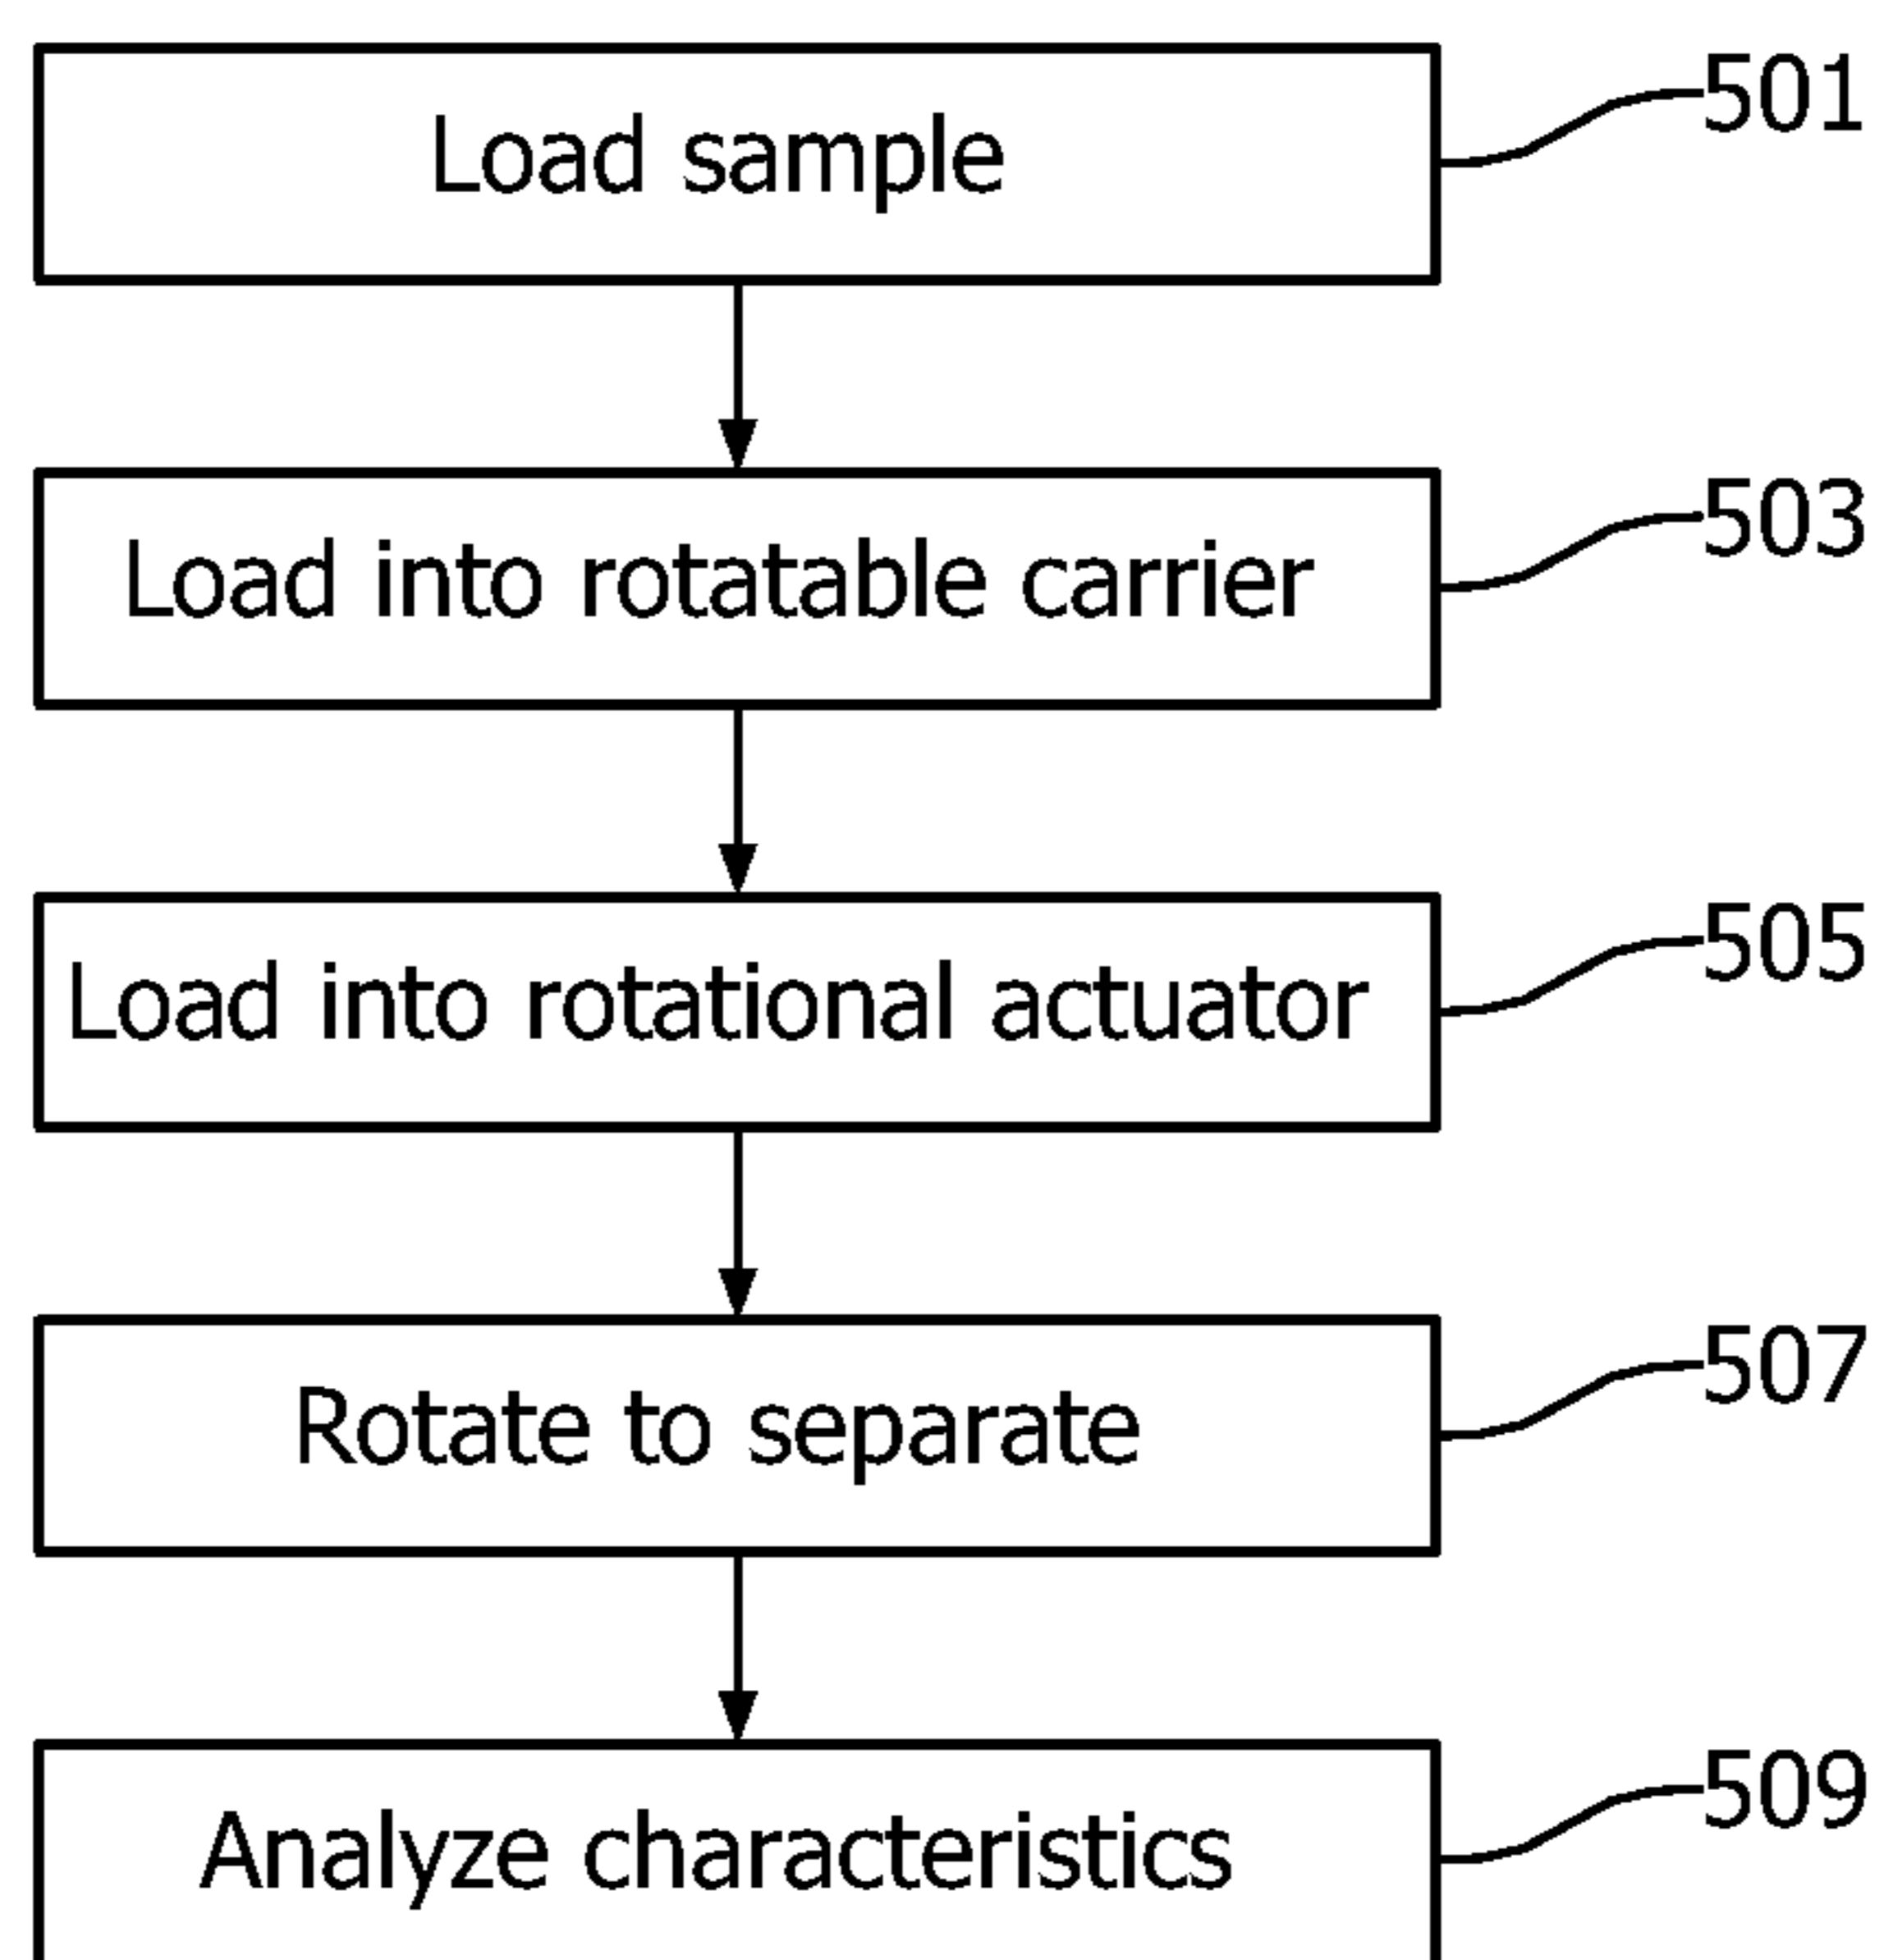 Load sample
501
Load into rotatable carrier
503
Load into rotational actuator
505
Rotate to separate
507
Analyze characteristics
509